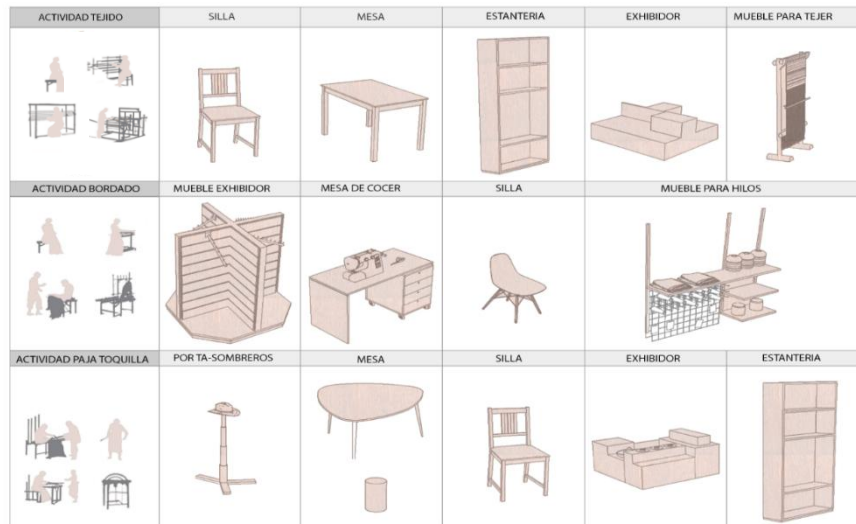 ACTIVIDAD TEJIDO SILLA MESA ESTANTERIA EXHIBIDOR MUEBLE PARA TEJER
ACTIVIDAD BORDADO MUEBLE EXHIBIDOR MESA DE COCER SILLA MUEBLE PARA HILOS
ACTIVIDAD PAJA TOQUILLA POR TA-SOMBREROS MESA SILLA EXHIBIDOR ESTANTERIA